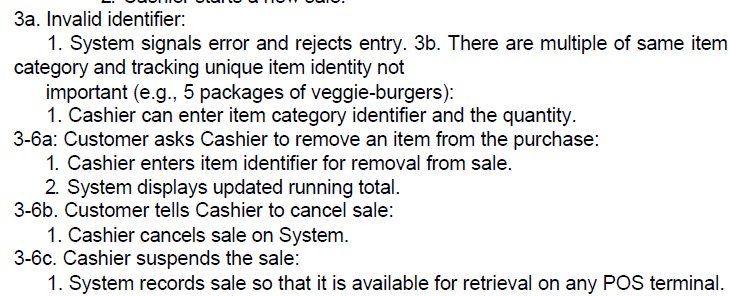 3a. Invalid identifier:
1. System signals error and rejects entry. 3b. There are multiple of same item
category and tracking unique item identity not
important (e.g., 5 packages of veggie-burgers):
1. Cashier can enter item category identifier and the quantity.
3-6a: Customer asks Cashier to remove an item from the purchase:
1. Cashier enters item identifier for removal from sale.
2. System displays updated running total.
3-6b. Customer tells Cashier to cancel sale:
1. Cashier cancels sale on System.
3-6c. Cashier suspends the sale:
1. System records sale so that it is available for retrieval on any POS terminal.